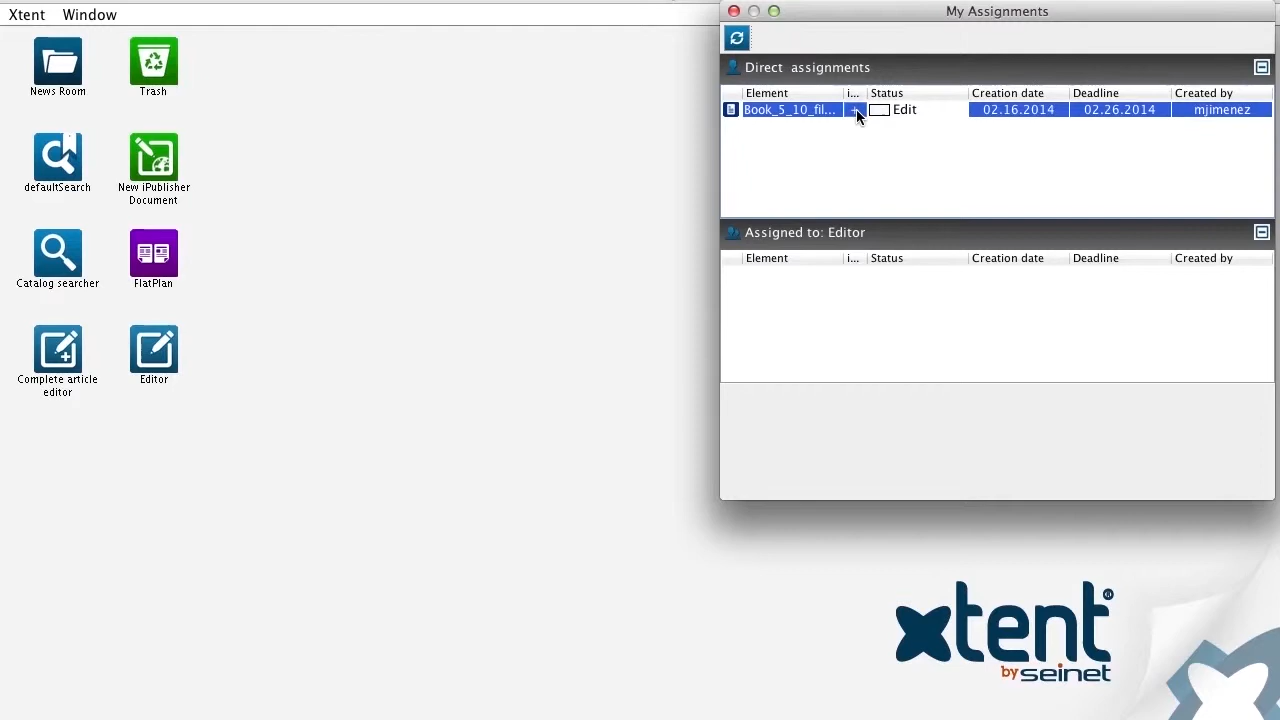 Xtent Window
My Assignments
News Room
Trash
defaultSearch
New iPublisher
Document
Catalog searcher
FlatPlan
Complete article
editor
Editor
Direct assignments
Element i... Status Creation date Deadline Created by
Book_5_10_fil... + Edit 02.16.2014 02.26.2014 mjimenez
Assigned to: Editor
Element i... Status Creation date Deadline Created by
xtent®
by seinet